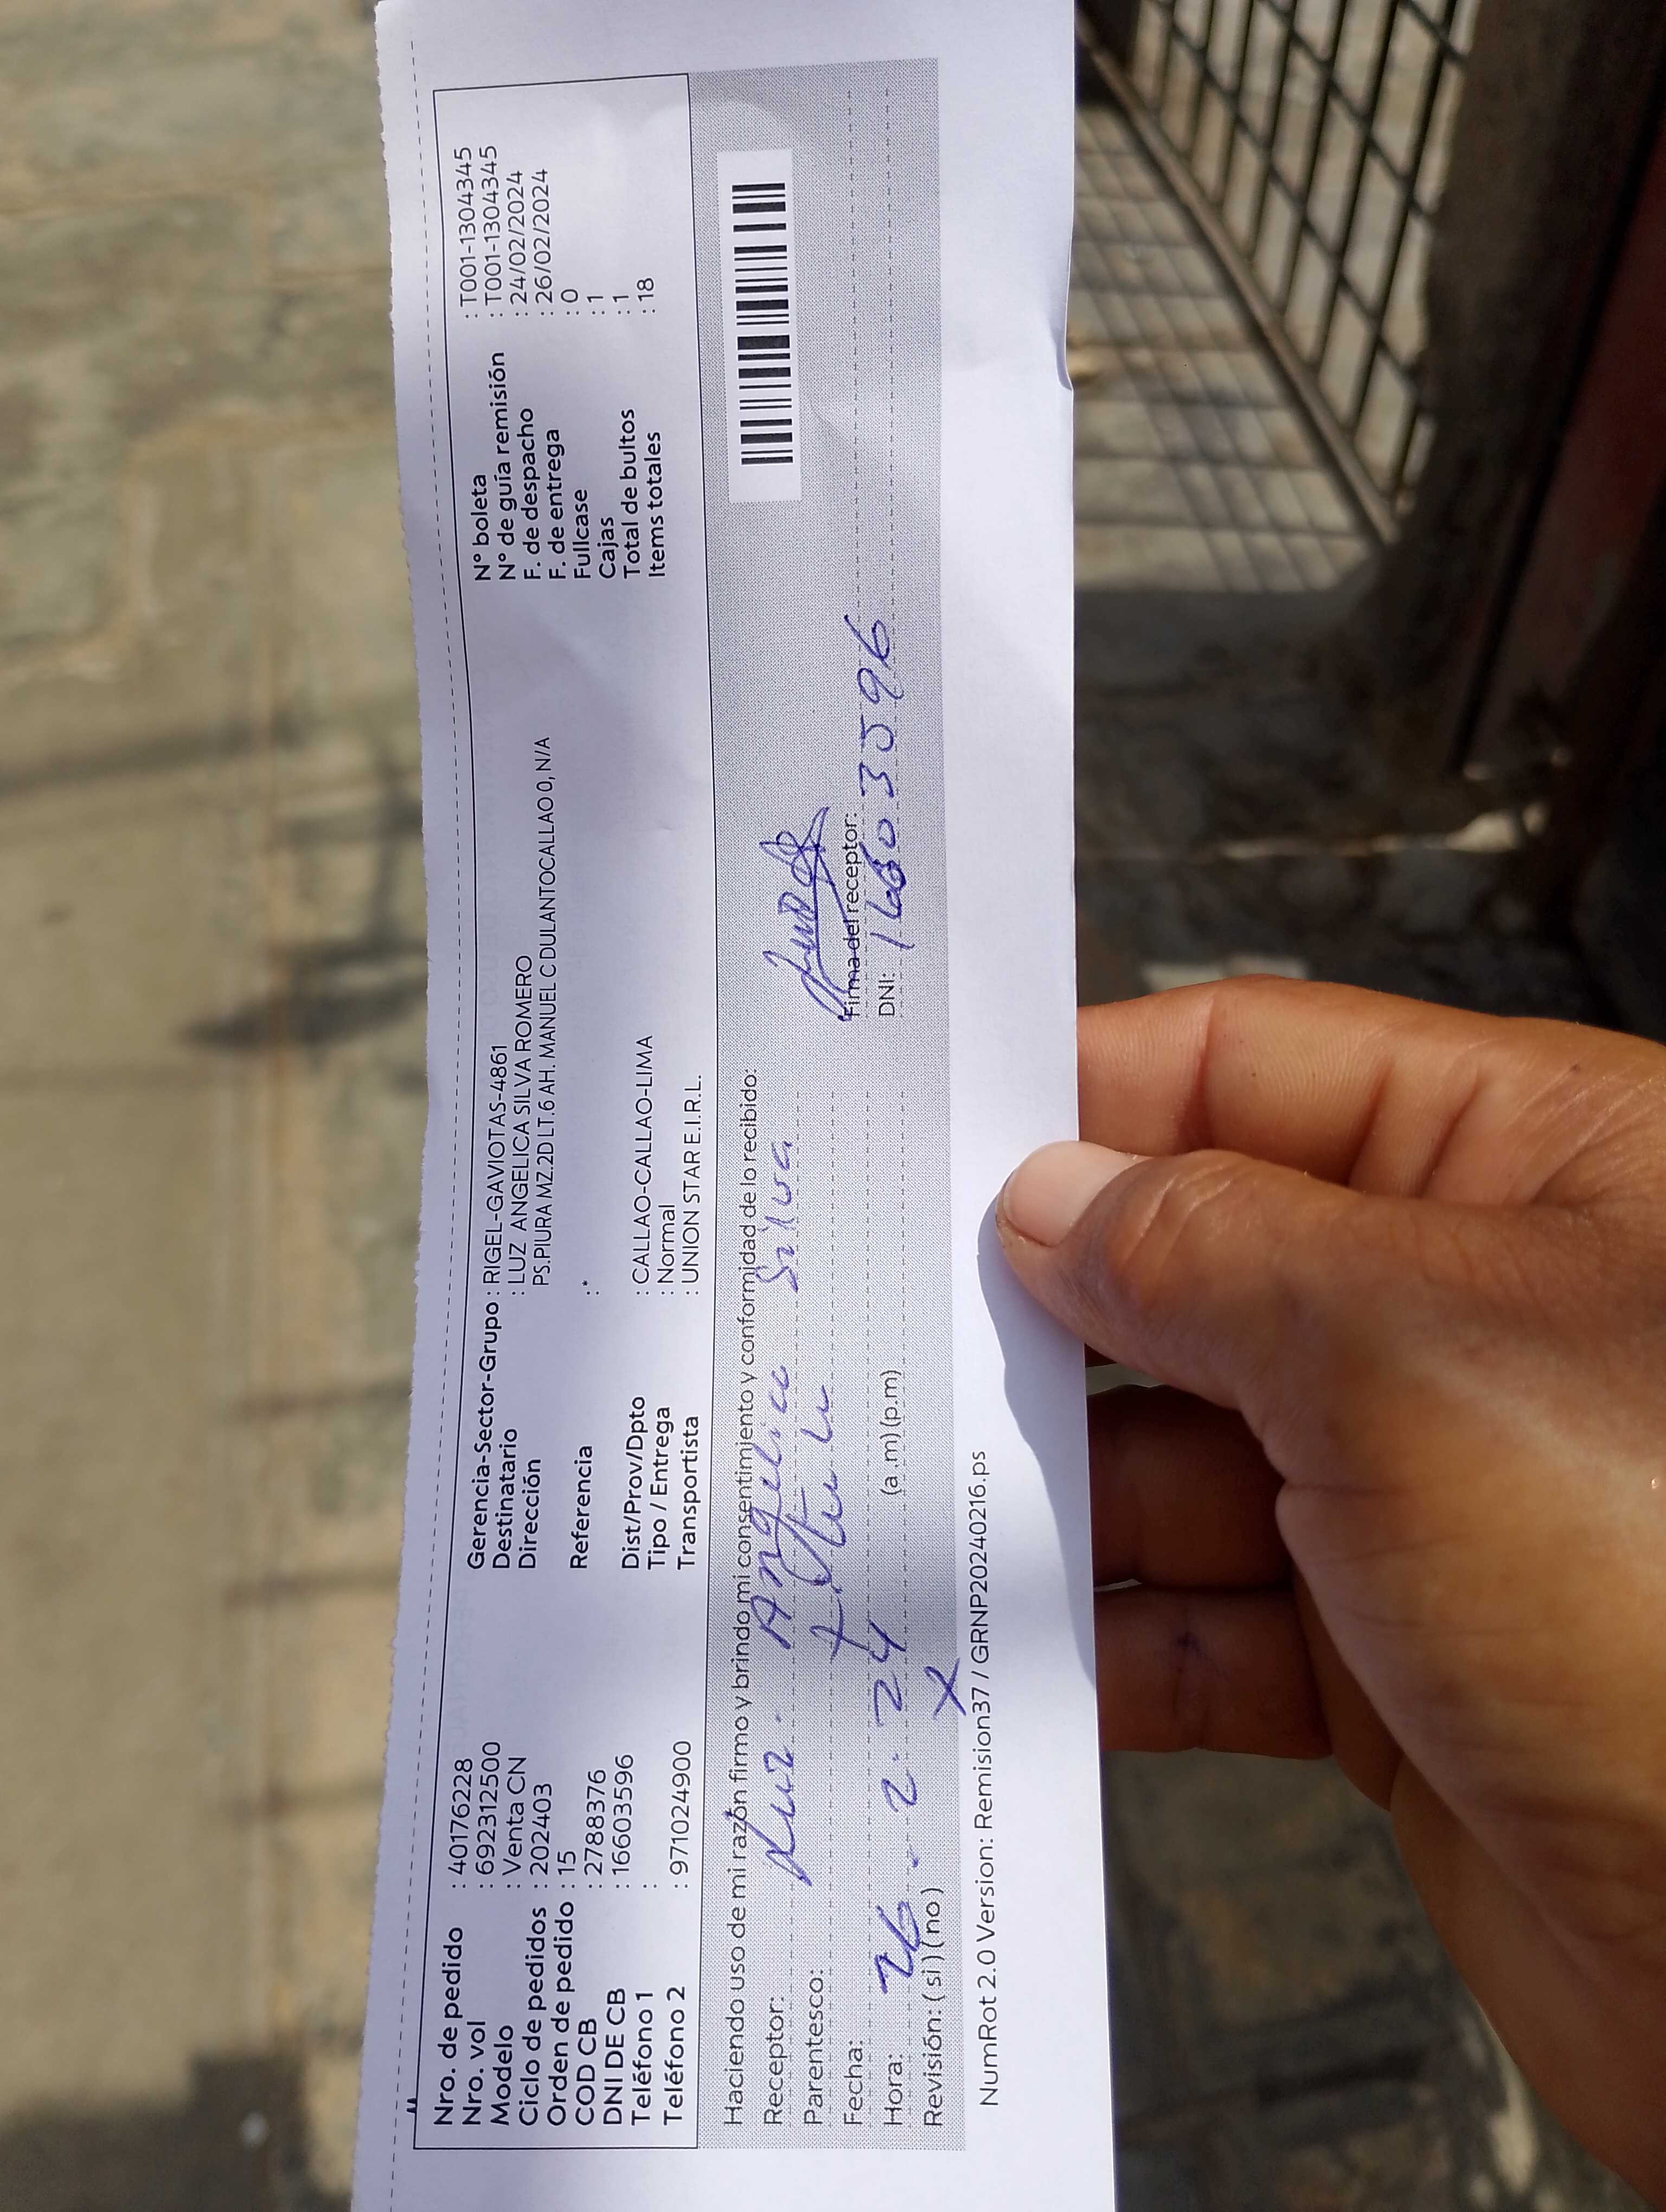 Nro. de pedido : 40176228
Nro. vol : 692312500
Modelo : Venta CN
Ciclo de pedidos : 202403
Orden de pedido : 15
COD CB : 2788376
DNI DE CB : 16603596
Teléfono 1 :
Teléfono 2 : 971024900
Gerencia-Sector-Grupo : RIGEL-GAVIOTAS-4861
Destinatario : LUZ ANGELICA SILVA ROMERO
Dirección PS.PIURA MZ.2D LT.6 AH. MANUEL C DULANTOCALLAO 0, N/A
Referencia :*
Dist/Prov/Dpto : CALLAO-CALLAO-LIMA
Tipo / Entrega : Normal
Transportista : UNION STAR E.I.R.L.
N° boleta : T001-1304345
N° de guía remisión : T001-1304345
F. de despacho : 24/02/2024
F. de entrega : 26/02/2024
Fullcase : 0
Cajas : 1
Total de bultos : 1
Items totales : 18
Haciendo uso de mi razón firmo y brindo mi consentimiento y conformidad de lo recibido:
Receptor: Luz. Angelica Silva
Parentesco:
Fecha: 26. 2. 24
Hora: (a .m) (p.m)
Revisión: ( si ) ( no ) X
Firma del receptor:
DNI: 16603596
NumRot 2.0 Version: Remision37 / GRNP20240216.ps